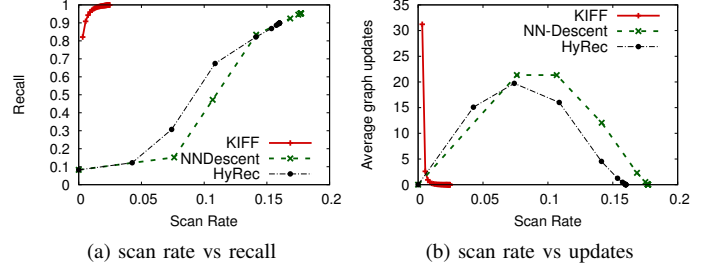 1
0.9
0.8
0.7
0.6
0.5
0.4
0.3
0.2
0.1
0
Recall
KIFF
NNDescent
HyRec
0 0.05 0.1 0.15 0.2
Scan Rate
(a) scan rate vs recall
35
30
25
20
15
10
5
0
Average graph updates
KIFF
NN-Descent
HyRec
0 0.05 0.1 0.15 0.2
Scan Rate
(b) scan rate vs updates